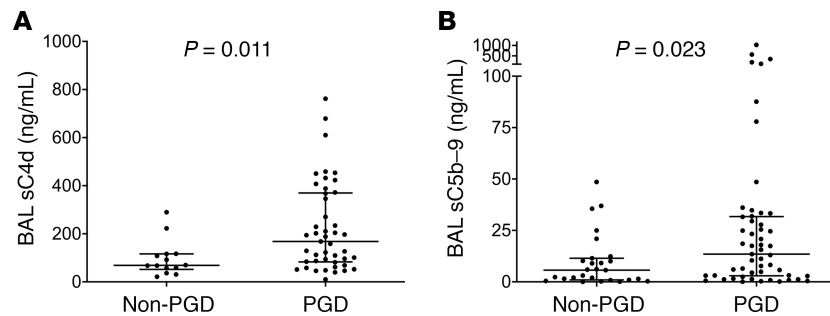 A
BAL sC4d (ng/mL)
1000
800
600
400
200
0
P = 0.011
Non-PGD
PGD
B
BAL sC5b–9 (ng/mL)
1000
500
100
75
50
25
0
P = 0.023
Non-PGD
PGD